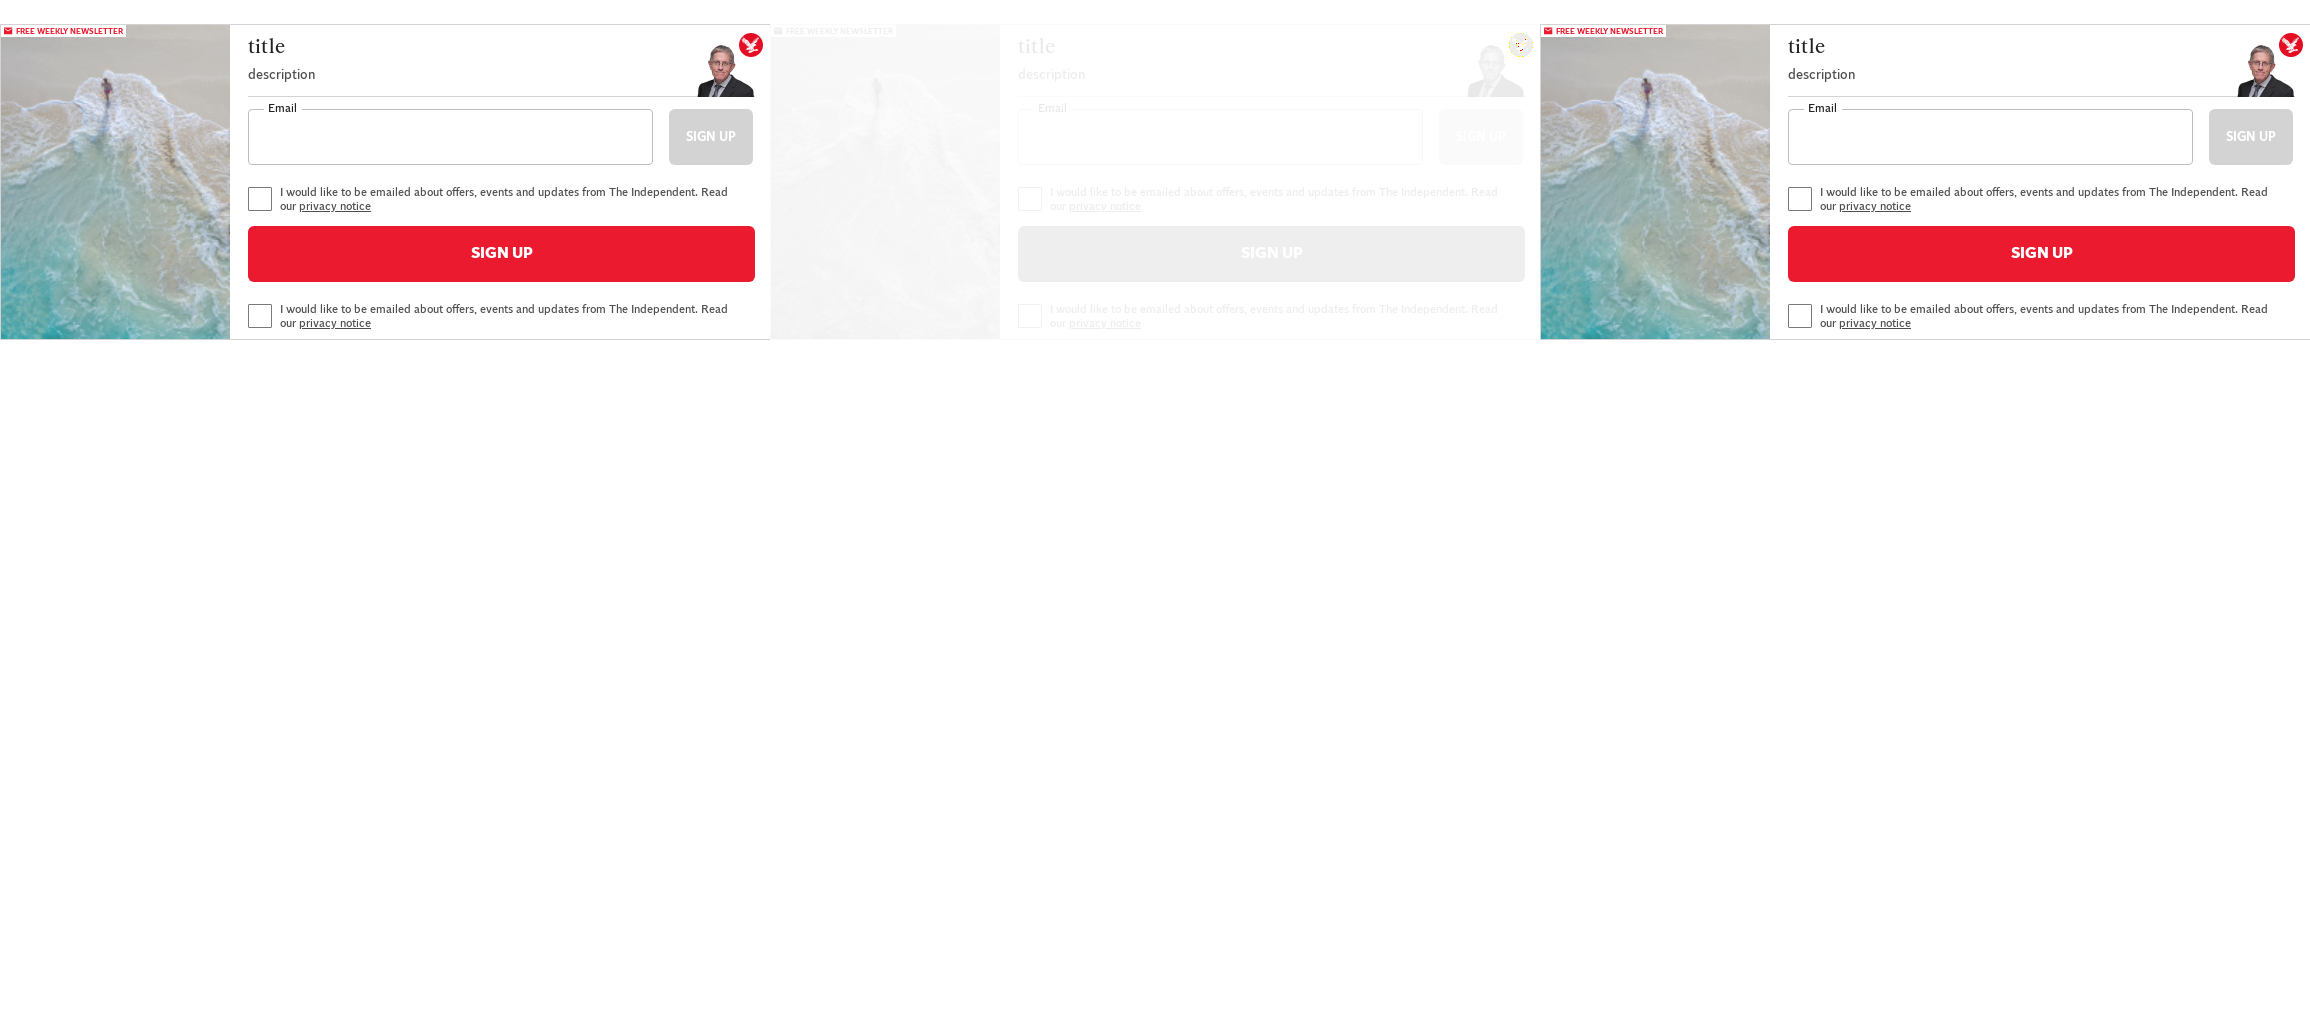 FREE WEEKLY NEWSLETTER
title
description
Email
SIGN UP
I would like to be emailed about offers, events and updates from The Independent. Read
our privacy notice
SIGN UP
I would like to be emailed about offers, events and updates from The Independent. Read
our privacy notice
FREE WEEKLY NEWSLETTER
title
description
Email
SIGN UP
I would like to be emailed about offers, events and updates from The Independent. Read
our privacy notice
SIGN UP
I would like to be emailed about offers, events and updates from The Independent. Read
our privacy notice
FREE WEEKLY NEWSLETTER
title
description
Email
SIGN UP
I would like to be emailed about offers, events and updates from The Independent. Read
our privacy notice
SIGN UP
I would like to be emailed about offers, events and updates from The Independent. Read
our privacy notice